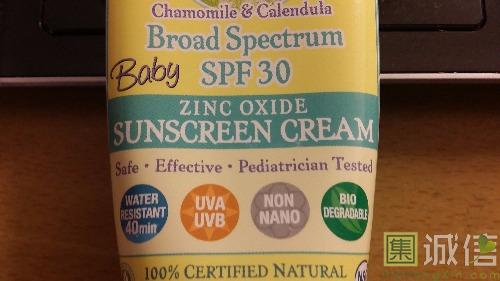 Chamomile & Calendula
Broad Spectrum
Baby SPF 30
ZINC OXIDE
SUNSCREEN CREAM
Safe • Effective • Pediatrician Tested
WATER
RESISTANT
40min
UVA
UVB
NON
NANO
BIO
DEGRADABLE
100% CERTIFIED NATURAL
集 诚信